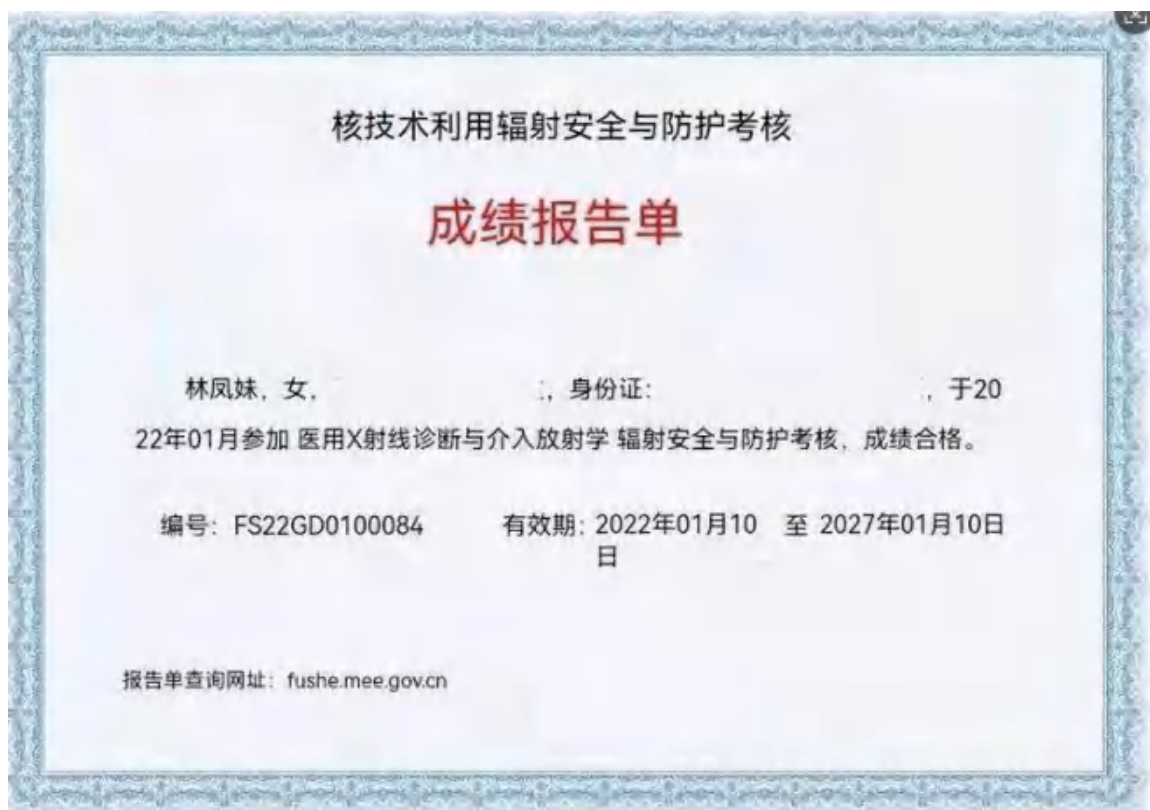 核技术利用辐射安全与防护考核
成绩报告单
林凤妹，女， ，身份证： ，于20
22年01月参加 医用X射线诊断与介入放射学 辐射安全与防护考核，成绩合格。
编号：FS22GD0100084 有效期：2022年01月10 至 2027年01月10日
日
报告单查询网址：fushe.mee.gov.cn